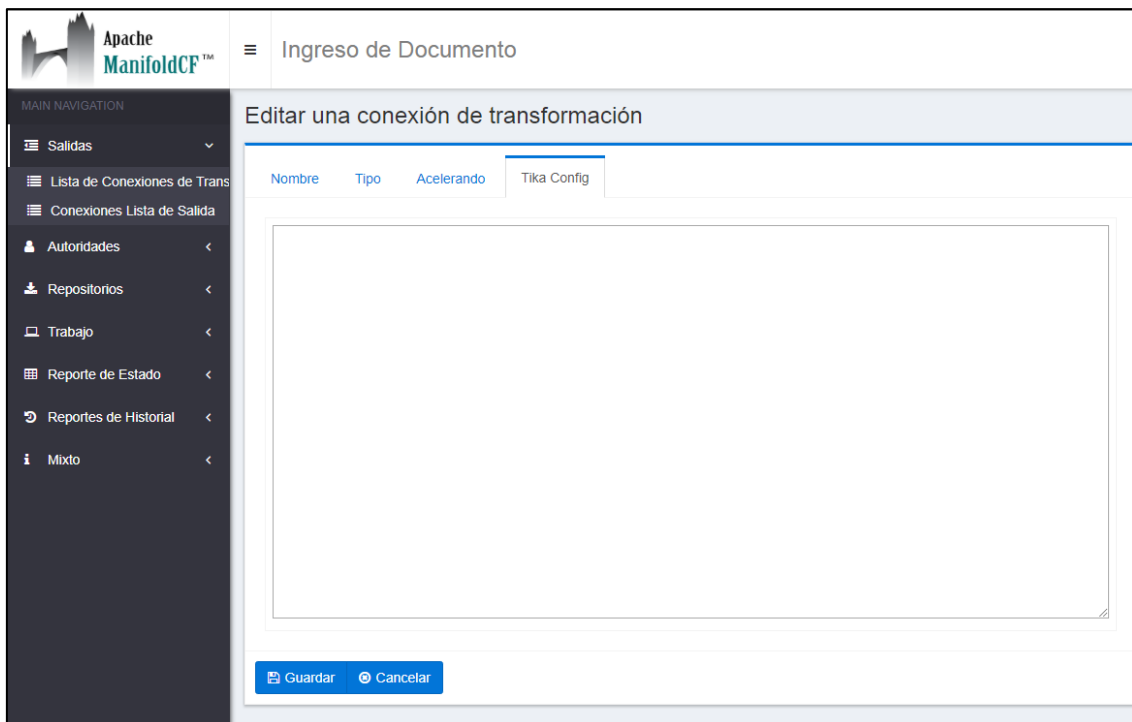 Apache
ManifoldCF™
Ingreso de Documento
MAIN NAVIGATION
Salidas
Lista de Conexiones de Trans
Conexiones Lista de Salida
Autoridades
Repositorios
Trabajo
Reporte de Estado
Reportes de Historial
Mixto
Editar una conexión de transformación
Nombre Tipo Acelerando Tika Config
Guardar Cancelar